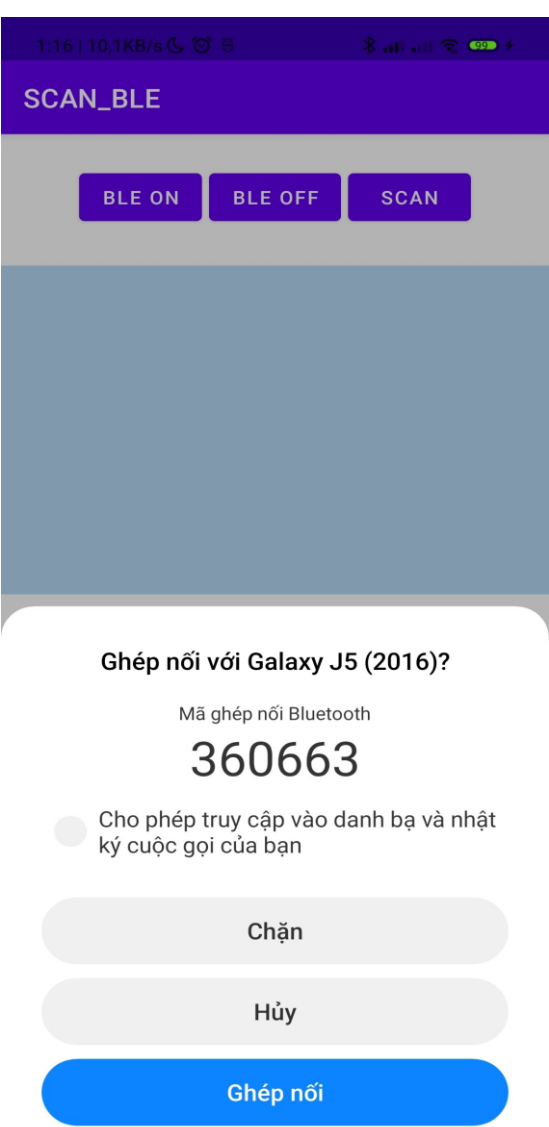 1:16 | 10,1KB/s
99
SCAN_BLE
BLE ON BLE OFF SCAN
Ghép nối với Galaxy J5 (2016)?
Mã ghép nối Bluetooth
360663
Cho phép truy cập vào danh bạ và nhật
ký cuộc gọi của bạn
Chặn
Hủy
Ghép nối